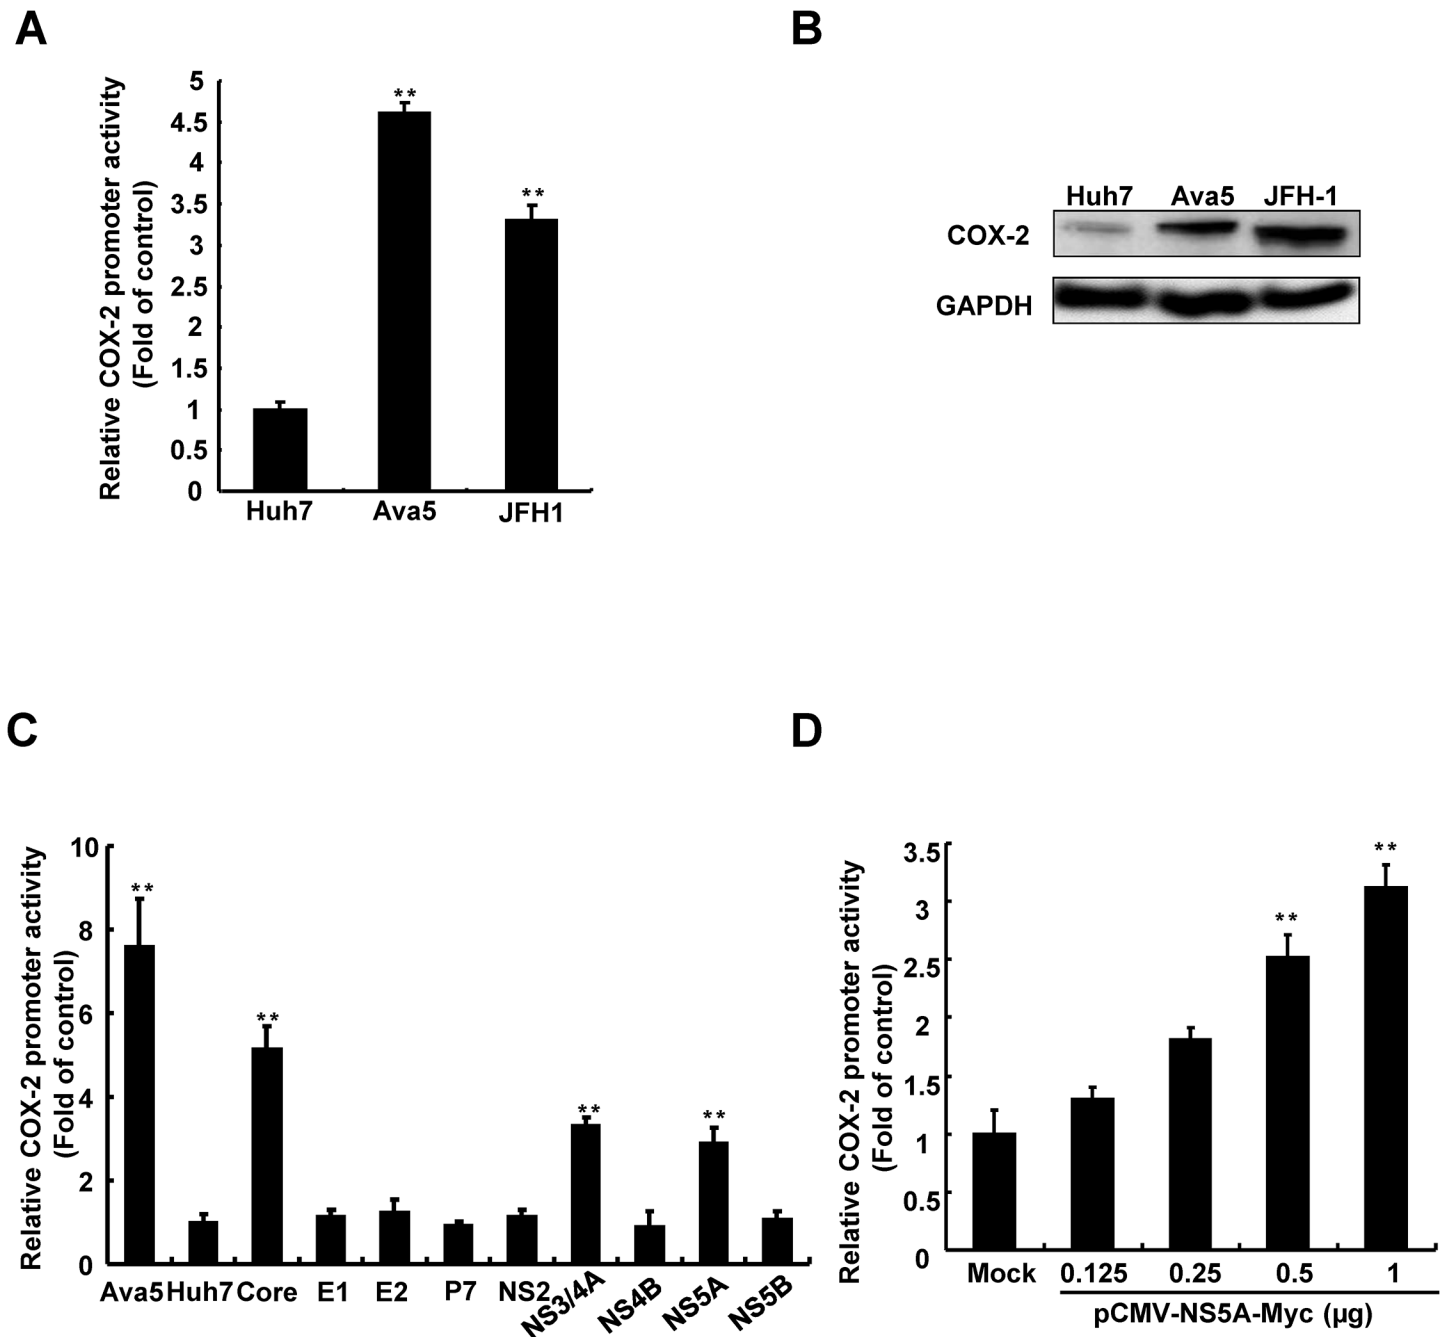 A
Relative COX-2 promoter activity
(Fold of control)
5
4.5
4
3.5
3
2.5
2
1.5
1
0.5
0
**
**
Huh7 Ava5 JFH1
B
Huh7 Ava5 JFH-1
COX-2
GAPDH
C
Relative COX-2 promoter activity
(Fold of control)
10
8
6
4
2
0
**
**
**
**
Ava5 Huh7 Core E1 E2 P7 NS2 NS3/4A NS4B NS5A NS5B
D
Relative COX-2 promoter activity
(Fold of control)
3.5
3
2.5
2
1.5
1
0.5
0
**
**
Mock 0.125 0.25 0.5 1
pCMV-NS5A-Myc (µg)